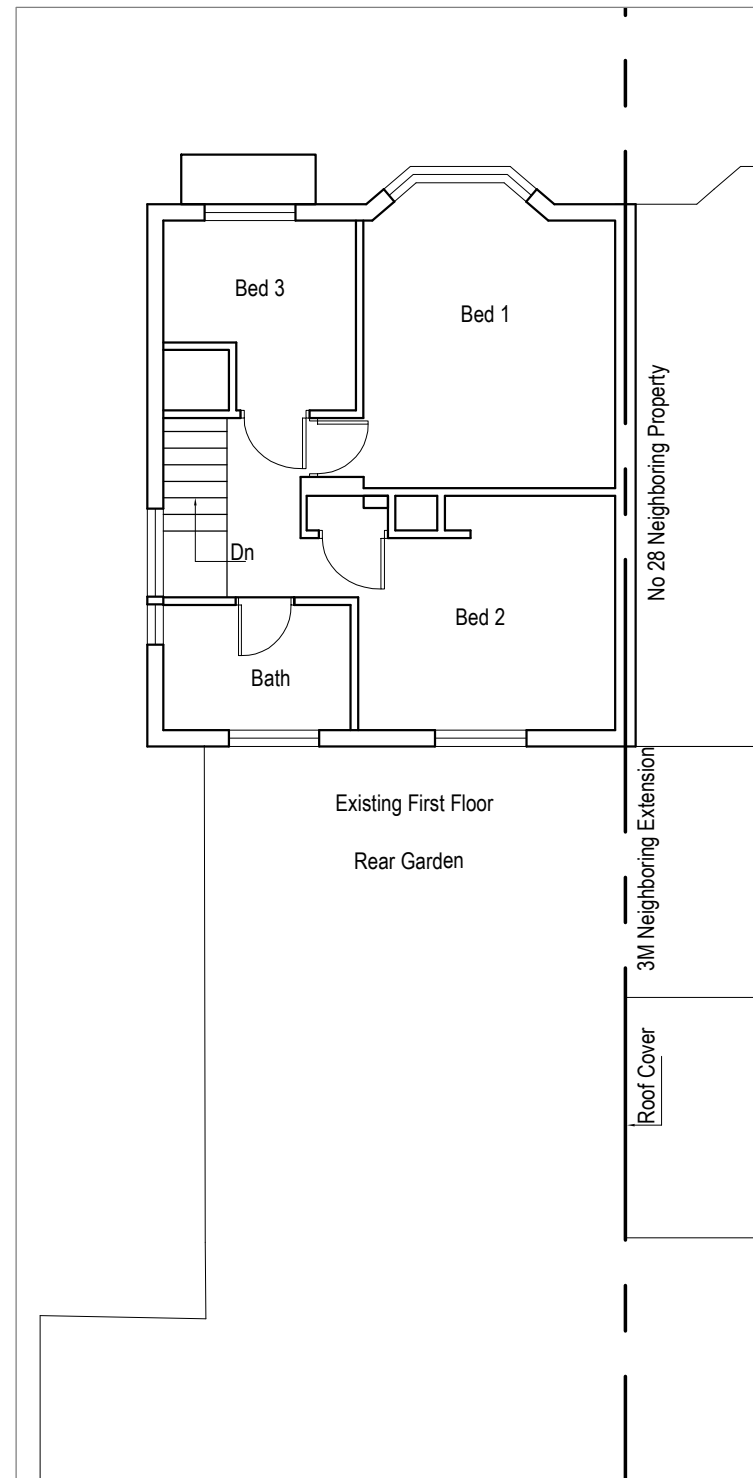 Bed 3
Bed 1
No 28 Neighboring Property
Dn
Bed 2
Bath
Existing First Floor
Rear Garden
3M Neighboring Extension
Roof Cover